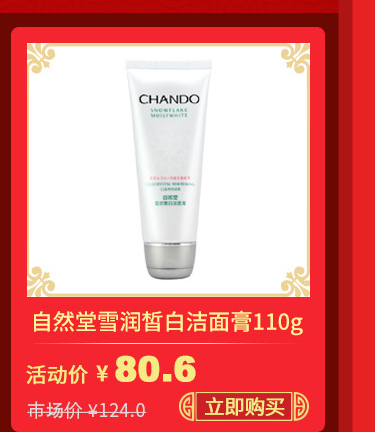 CHANDO
SNOWFLAKE
MOISTWHITE
自然堂
自然堂雪润皙白洁面膏110g
活动价 ¥ 80.6
市场价 ¥124.0
立即购买